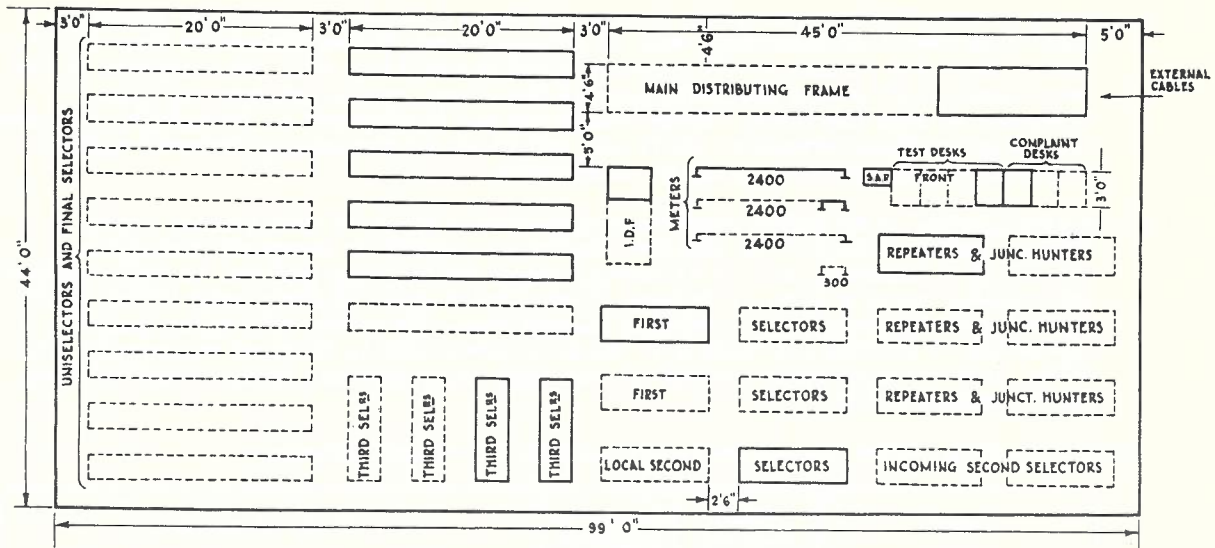 3'0" 20'0" 3'0" 20'0" 3'0" 4'6" 45'0" 5'0"
EXTERNAL
CABLES
MAIN DISTRIBUTING FRAME
4'6"
5'0"
UNISELECTORS AND FINAL SELECTORS
44'0"
COMPLAINT
DESKS
TEST DESKS
S.A.F FRONT
3'0"
METERS
2400
2400
2400
300
I.D.F
REPEATERS & JUNC. HUNTERS
FIRST SELECTORS REPEATERS & JUNC. HUNTERS
FIRST SELECTORS REPEATERS & JUNCT. HUNTERS
THIRD SELRS
THIRD SELRS
THIRD SELRS
THIRD SELRS
LOCAL SECOND SELECTORS INCOMING SECOND SELECTORS
2'6"
99'0"